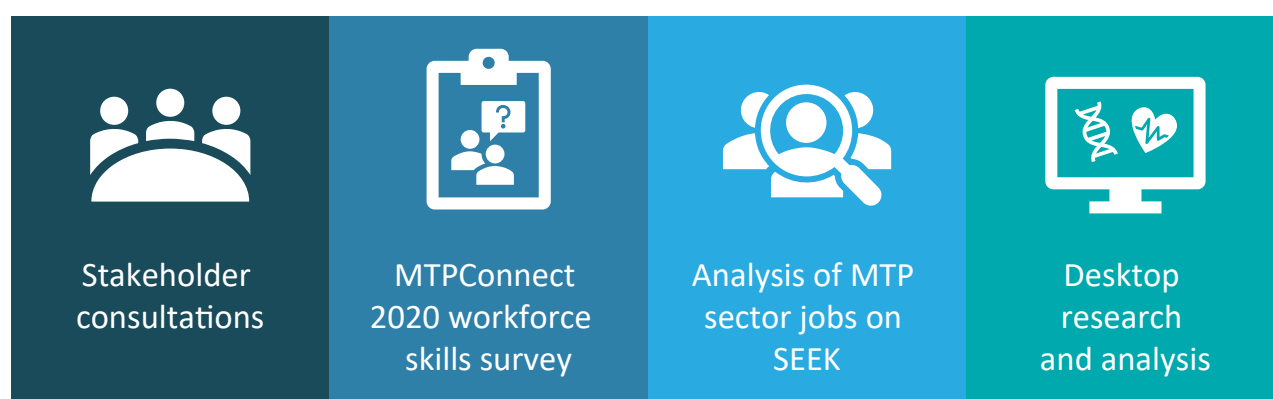 Stakeholder
consultations
MTPConnect
2020 workforce
skills survey
Analysis of MTP
sector jobs on
SEEK
Desktop
research
and analysis
?